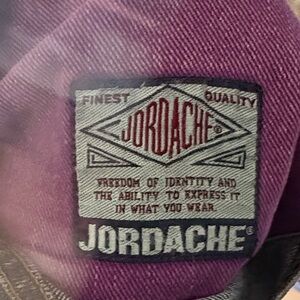 FINEST QUALITY
JORDACHE®
FREEDOM OF IDENTITY AND
THE ABILITY TO EXPRESS IT
IN WHAT YOU WEAR.
JORDACHE®